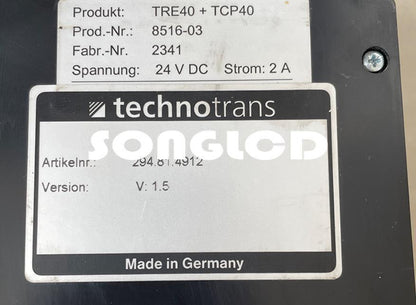 Produkt: TRE40 + TCP40
Prod.-Nr.: 8516-03
Fabr.-Nr. 2341
Spannung: 24 V DC Strom: 2 A
technotrans
SONGLCD
Artikelnr.: 294.81.4912
Version: V: 1.5
Made in Germany